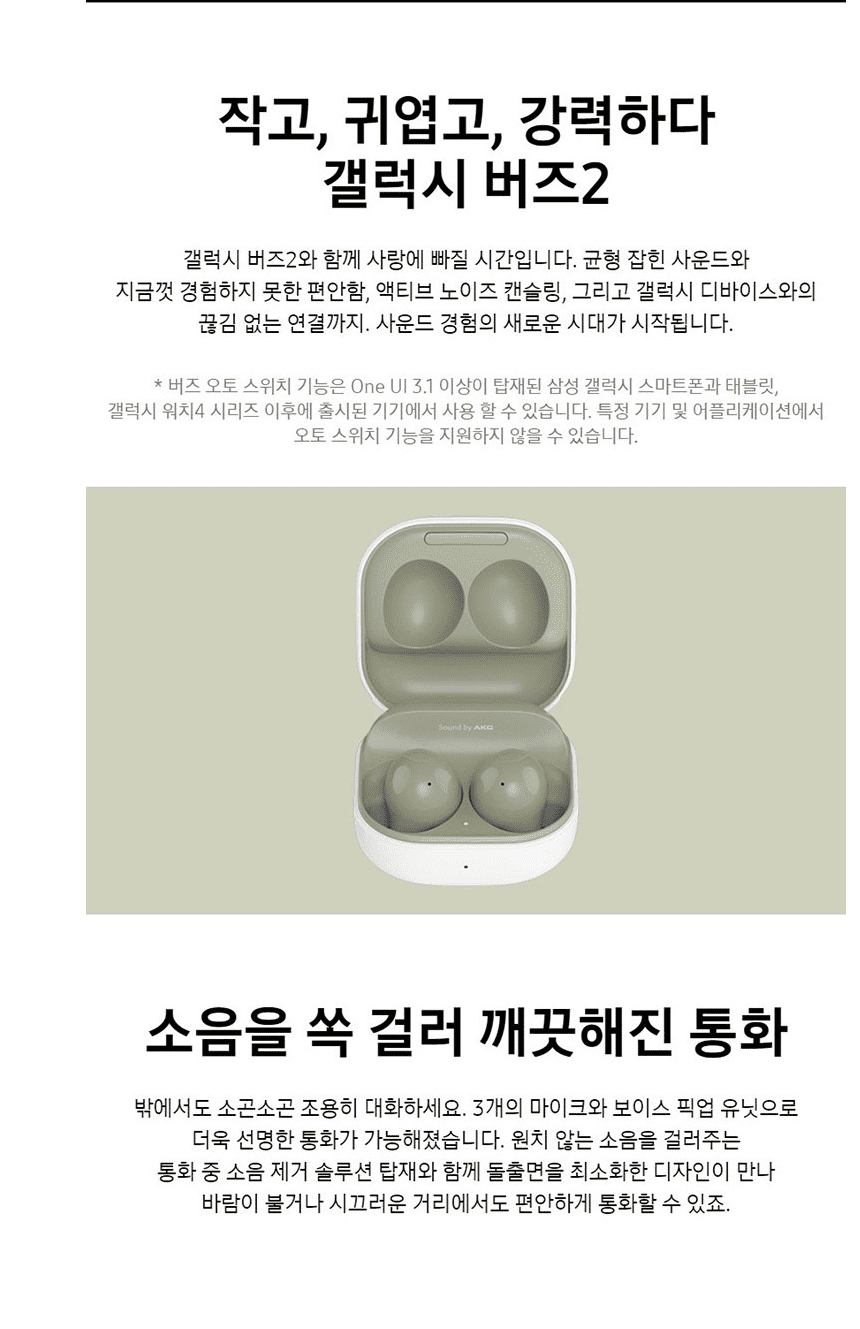 작고, 귀엽고, 강력하다
갤럭시 버즈2
갤럭시 버즈2와 함께 사랑에 빠질 시간입니다. 균형 잡힌 사운드와
지금껏 경험하지 못한 편안함, 액티브 노이즈 캔슬링, 그리고 갤럭시 디바이스와의
끊김 없는 연결까지. 사운드 경험의 새로운 시대가 시작됩니다.
* 버즈 오토 스위치 기능은 One UI 3.1 이상이 탑재된 삼성 갤럭시 스마트폰과 태블릿,
갤럭시 워치4 시리즈 이후에 출시된 기기에서 사용 할 수 있습니다. 특정 기기 및 어플리케이션에서
오토 스위치 기능을 지원하지 않을 수 있습니다.
Sound by AKG
소음을 쏙 걸러 깨끗해진 통화
밖에서도 소곤소곤 조용히 대화하세요. 3개의 마이크와 보이스 픽업 유닛으로
더욱 선명한 통화가 가능해졌습니다. 원치 않는 소음을 걸러주는
통화 중 소음 제거 솔루션 탑재와 함께 돌출면을 최소화한 디자인이 만나
바람이 불거나 시끄러운 거리에서도 편안하게 통화할 수 있죠.